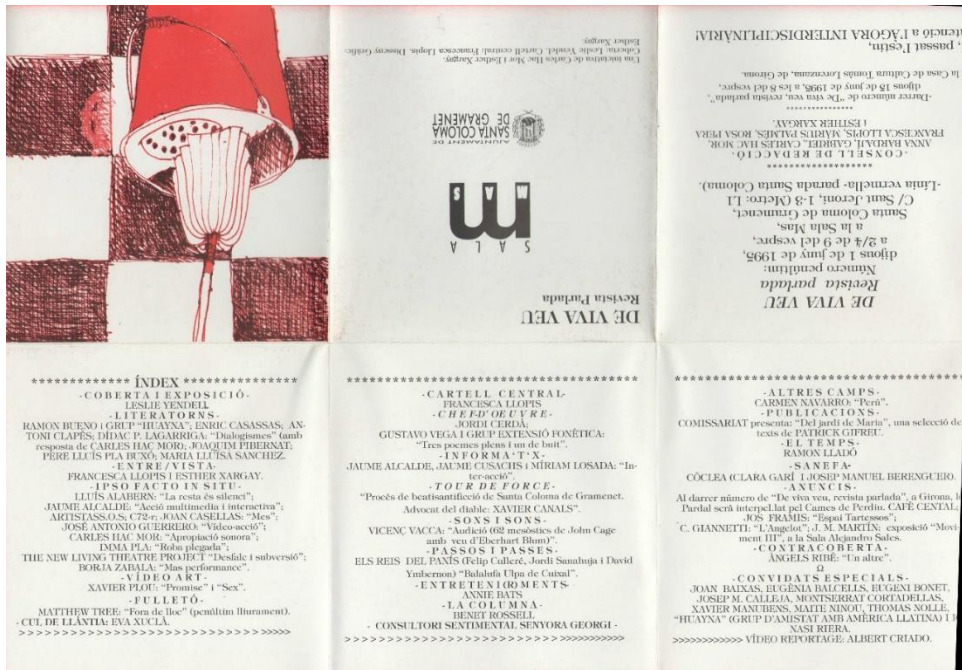 DE VIVA VEU
Revista Parlada
SALA
M
MAS
AJUNTAMENT DE
SANTA COLOMA
DE GRAMENET
Una iniciativa de Carles Hac Mor i Esther Xargay.
Coberta: Leslie Yendel. Cartell central: Francesca Llopis. Disseny Gràfic:
Esther Xargay.
DE VIVA VEU
Revista parlada
Número penúltim:
dijous 1 de juny de 1995,
a 2/4 de 9 del vespre,
a la Sala Mas,
Santa Coloma de Gramenet,
C/ Sant Jeroni, 1-3 (Metro: L1
-Línia vermella- parada Santa Coloma).
********************
-CONSELL DE REDACCIÓ-
ANNA BARDAJÍ, GABRIEL, CARLES HAC MOR,
FRANCESCA LLOPIS, MÀRIUS PALMÉS, ROSA PERA
i ESTHER XARGAY.
***************
-Darrer número de "De viva veu, revista parlada",
dijous 15 de juny de 1995, a les 8 del vespre,
la Casa de Cultura Tomàs Lorenzana, de Girona.
, passat l'estiu,
atenció a l'ÀGORA INTERDISCIPLINÀRIA!
************* ÍNDEX ***************
-COBERTA I EXPOSICIÓ-
LESLIE YENDELL
-LITERATORNS-
RAMON BUENO i GRUP "HUAYNA"; ENRIC CASASSAS; AN-
TONI CLAPÉS; DÍDAC P. LAGARRIGA: "Dialogismes" (amb
resposta de CARLES HAC MOR; JOAQUIM PIBERNAT;
PERE LLUÍS PLA BUXÓ; MARIA LLUÏSA SANCHEZ.
-ENTRE/VISTA-
FRANCESCA LLOPIS I ESTHER XARGAY.
-IPSO FACTO IN SITU-
LLUÍS ALABERN: "La resta és silenci";
JAUME ALCALDE: "Acció multimedia i interactiva";
ARTISTASS.O.S; C72-r; JOAN CASELLAS: "Mes";
JOSÈ ANTONIO GUERRERO: "Vídeo-acció";
CARLES HAC MOR: "Apropiació sonora";
IMMA PLA: "Roba plegada";
THE NEW LIVING THEATRE PROJECT "Desfile i subversió";
BORJA ZABALA: "Mas performance".
-VÍDEO ART-
XAVIER PLOU: "Promise" i "Sex".
-FULLETÓ-
MATTHEW TREE: "Fora de lloc" (penúltim lliurament).
- CUL DE LLÀNTIA: EVA XUCLÀ.
>>>>>>>>>>>>>>>>>>>>>>>>>>>>>>>>>>
************************************
-CARTELL CENTRAL-
FRANCESCA LLOPIS
-CHEF-D'OEUVRE-
JORDI CERDÀ;
GUSTAVO VEGA I GRUP EXTENSIÓ FONÈTICA:
"Tres poemes plens i un de buit".
-INFORMA'T'X-
JAUME ALCALDE, JAUME CUSACHS i MÍRIAM LOSADA: "In-
ter-acció".
-TOUR DE FORCE-
"Procés de beatisantificció de Santa Coloma de Gramenet.
Advocat del diable: XAVIER CANALS".
-SONS I SONS-
VICENÇ VACCA: "Audició (62 mesòstics de John Cage
amb veu d'Eberhart Blum)".
-PASSOS I PASSES-
ELS REIS DEL PANÍS (Felip Culleré, Jordi Sanahuja i David
Ymbernon) "Balalufa Ulpa de Cuixal".
-ENTRETENI(R)MENTS-
ANNIE BATS
-LA COLUMNA-
BENET ROSSELL
- CONSULTORI SENTIMENTAL SENYORA GEORGI -
>>>>>>>>>>>>>>>>>>>>>>>>>>>>>>>>>>
************************************
-ALTRES CAMPS-
CARMEN NAVARRO: "Perú".
-PUBLICACIONS-
COMISSARIAT presenta: "Del jardí de Maria", una selecció de
texts de PATRICK GIFREU.
-EL TEMPS-
RAMON LLADÓ
-SANEFA-
CÒCLEA (CLARA GARÍ I JOSEP MANUEL BERENGUER).
-ANUNCIS-
Al darrer número de "De viva veu, revista parlada", a Girona,
Pardal serà interpel.lat pel Cames de Perdiu. CAFÈ CENTAL;
JOS FRAMIS: "Espai Tartessos";
C. GIANNETTI: "L'Angelot"; J. M. MARTÍN: exposició "Movi-
ment III", a la Sala Alejandro Sales.
-CONTRACOBERTA-
ÀNGELS RIBÉ: "Un altre".
Ω
-CONVIDATS ESPECIALS-
JOAN BAIXAS, EUGÈNIA BALCELLS, EUGENI BONET,
JOSEP M. CALLEJA, MONTSERRAT CORTADELLAS,
XAVIER MANUBENS, MAITE NINOU, THOMAS NOLLE,
"HUAYNA" (GRUP D'AMISTAT AMB AMÈRICA LLATINA) I
NASI RIERA.
>>>>>>>>>>>> VÍDEO REPORTAGE: ALBERT CRIADO.